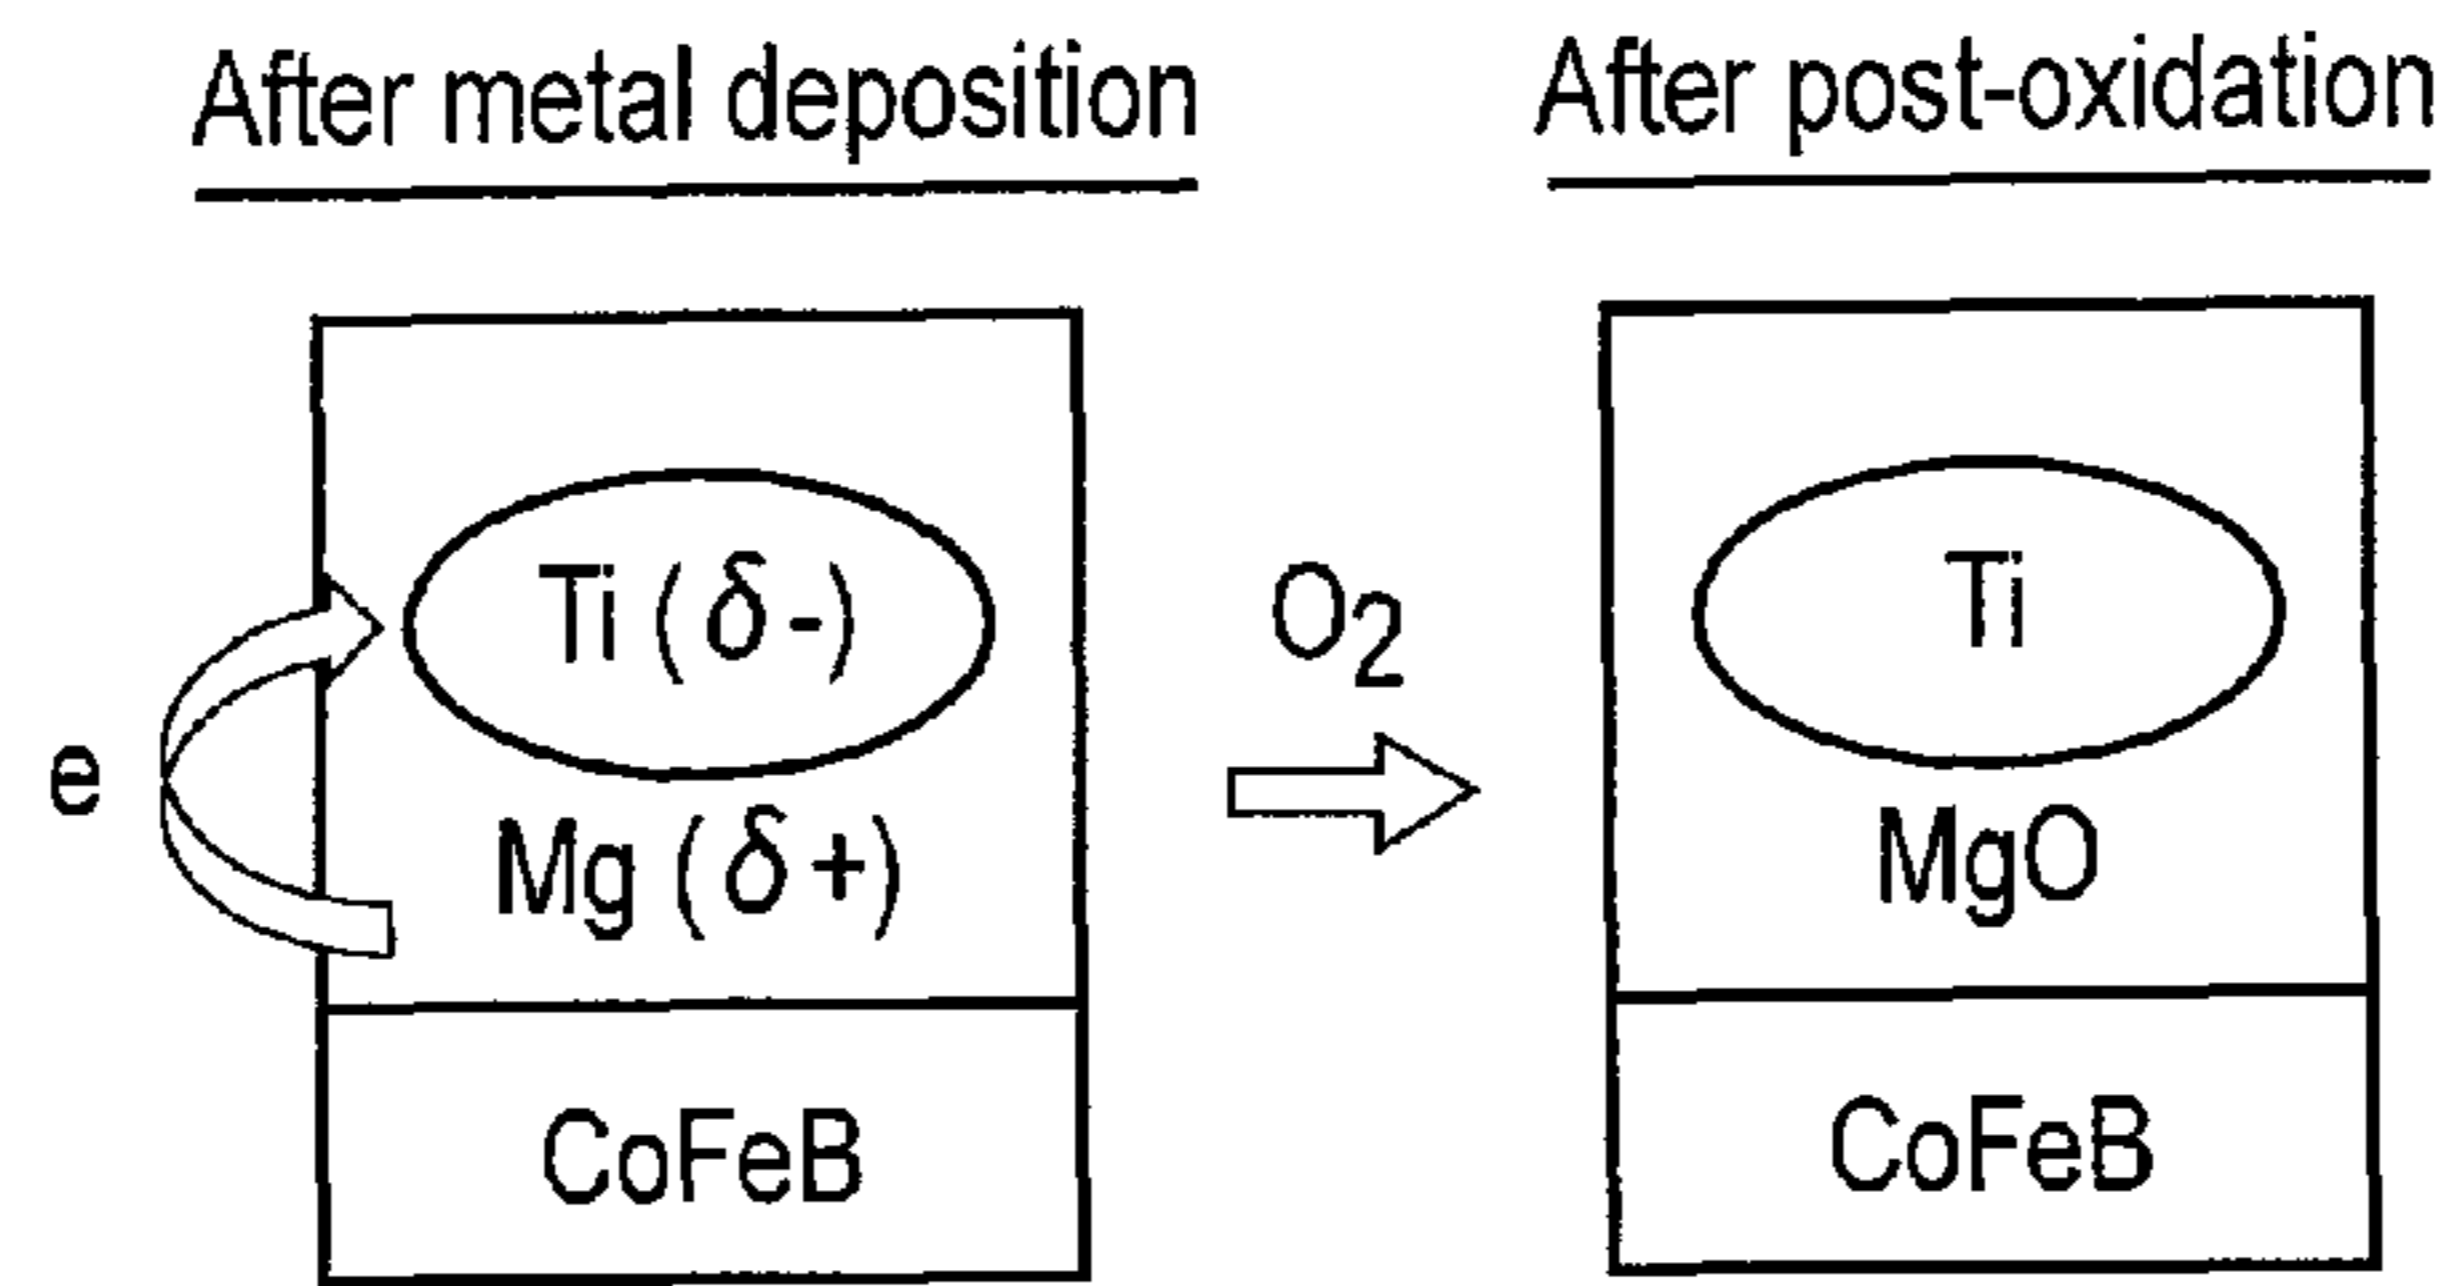 After metal deposition
After post-oxidation
Ti (δ-)
e
Mg (δ+)
CoFeB
O2
Ti
MgO
CoFeB